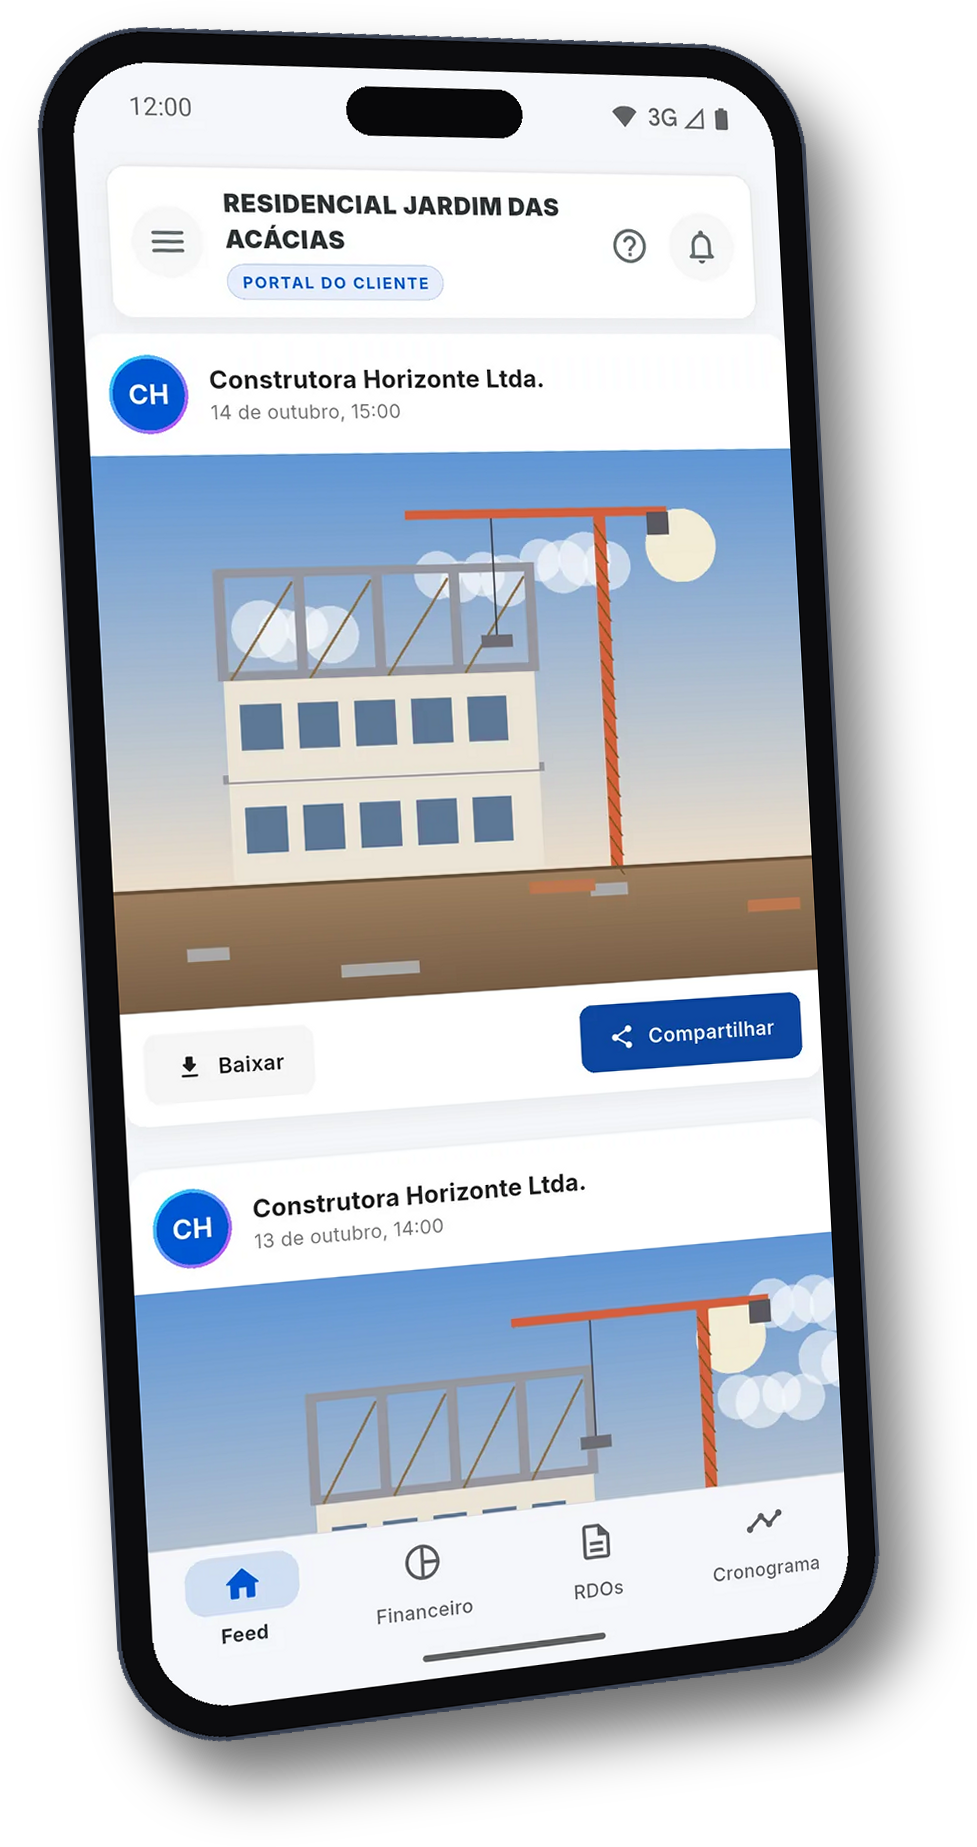 12:00
3G
RESIDENCIAL JARDIM DAS
ACÁCIAS
PORTAL DO CLIENTE
CH
Construtora Horizonte Ltda.
14 de outubro, 15:00
Baixar
Compartilhar
CH
Construtora Horizonte Ltda.
13 de outubro, 14:00
Feed
Financeiro
RDOs
Cronograma